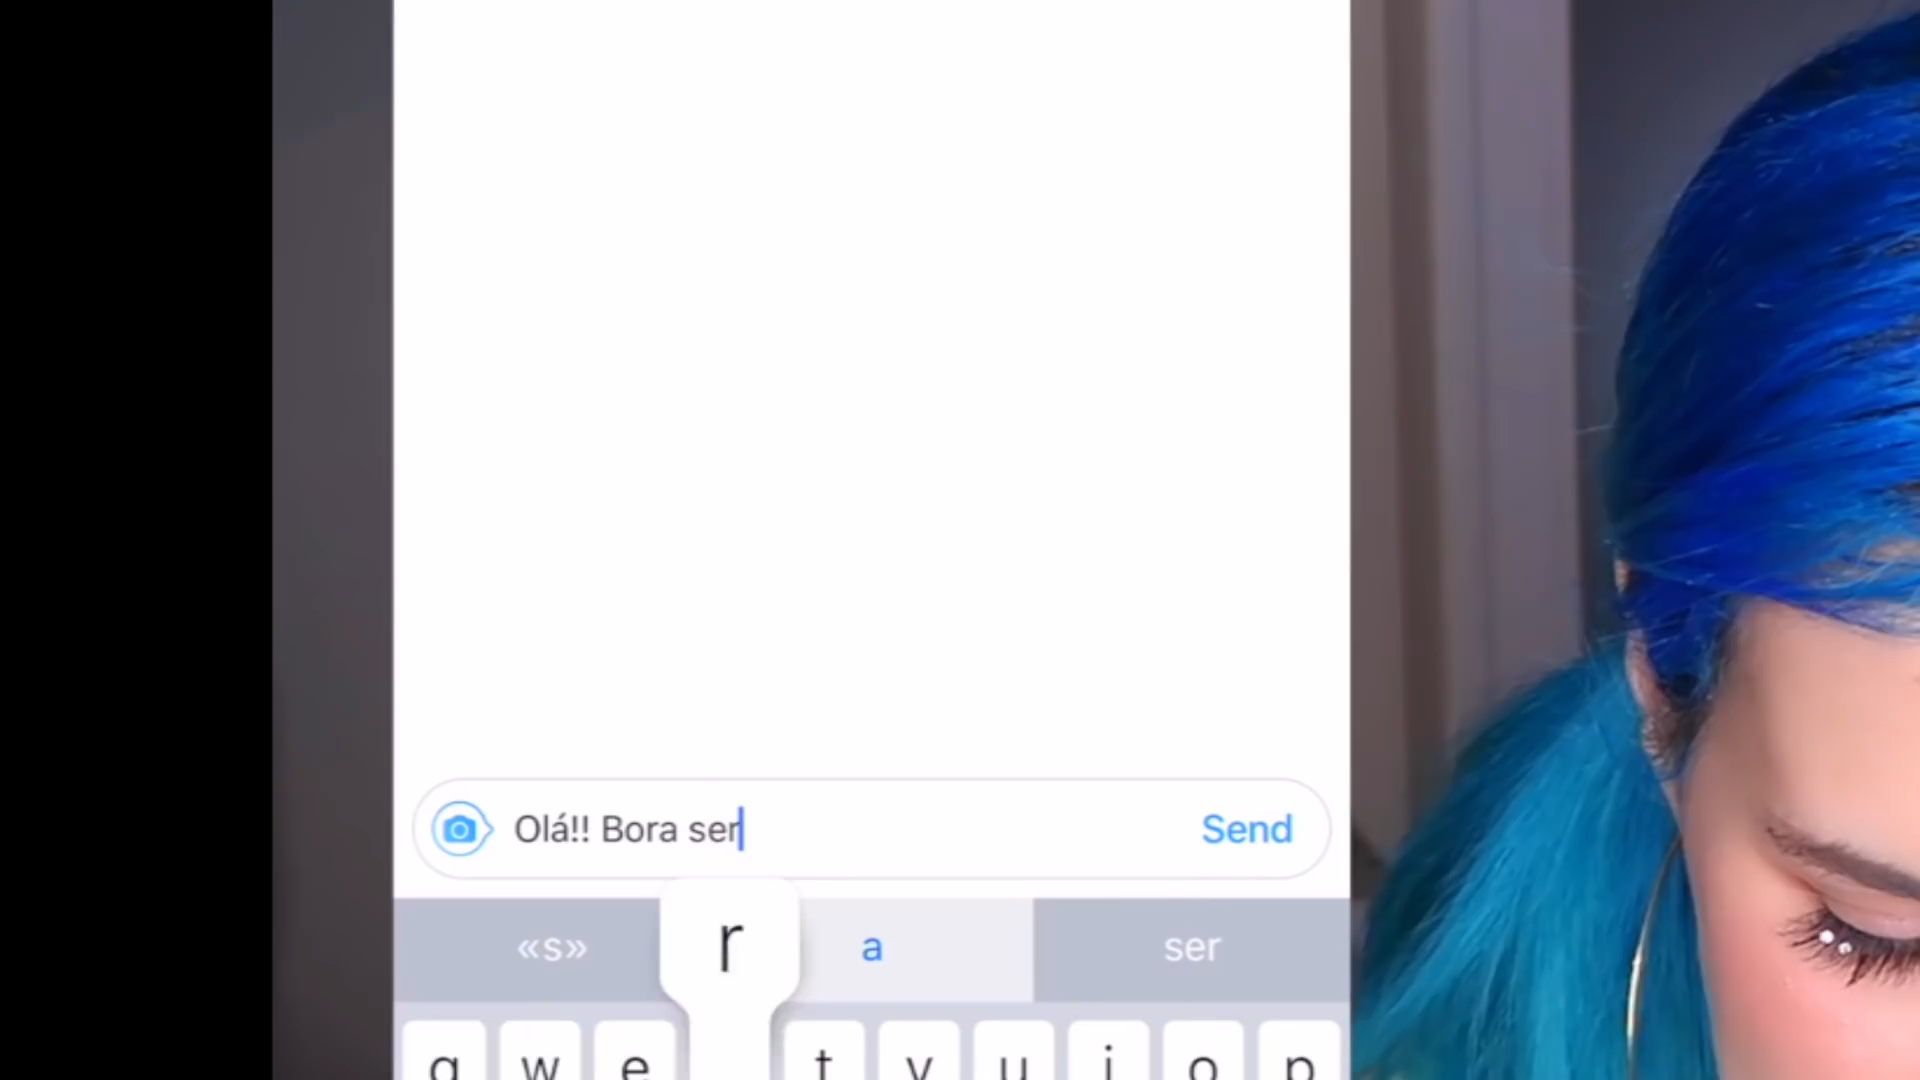 Olá!! Bora ser
Send
«s»
r
a
ser
q w e t y u i o p